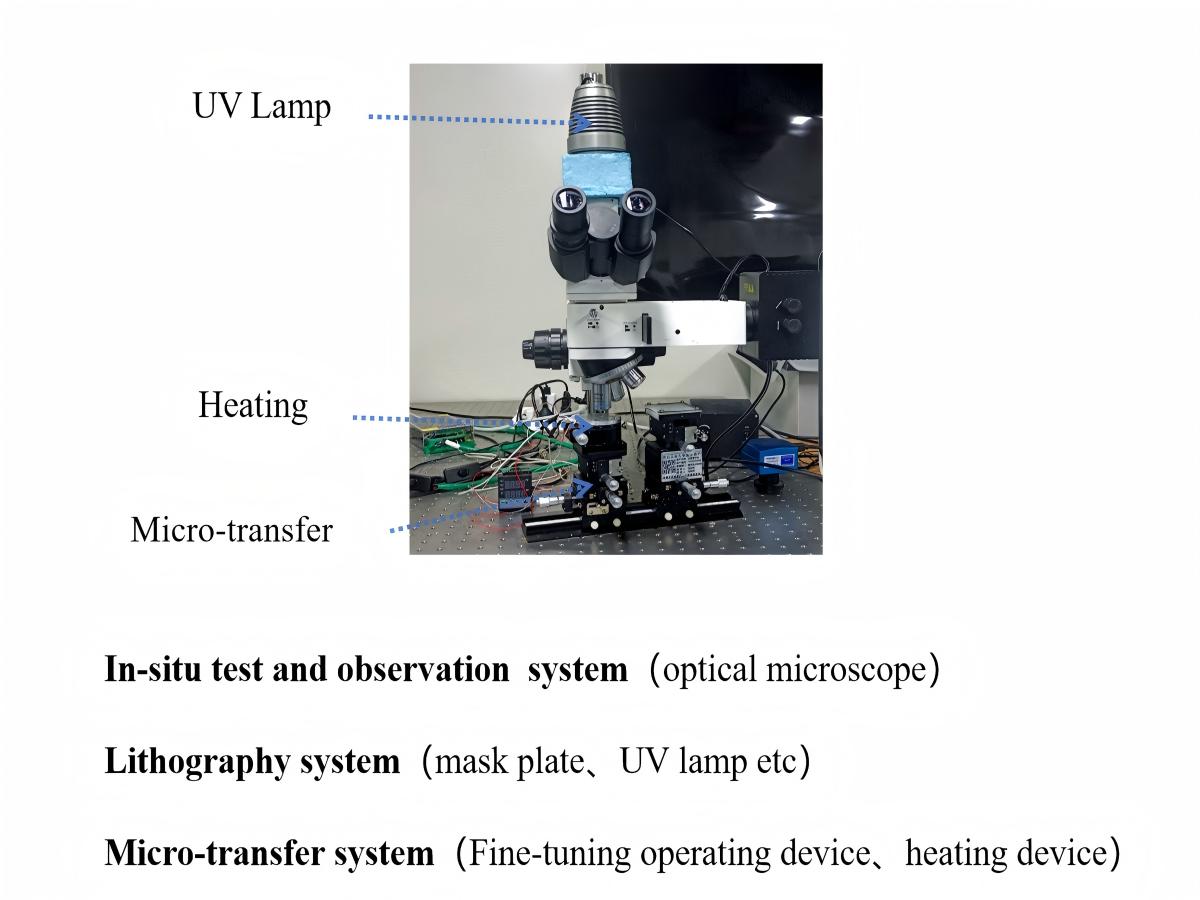 UV Lamp
Heating
Micro-transfer
In-situ test and observation system（optical microscope）
Lithography system（mask plate、UV lamp etc）
Micro-transfer system（Fine-tuning operating device、heating device）